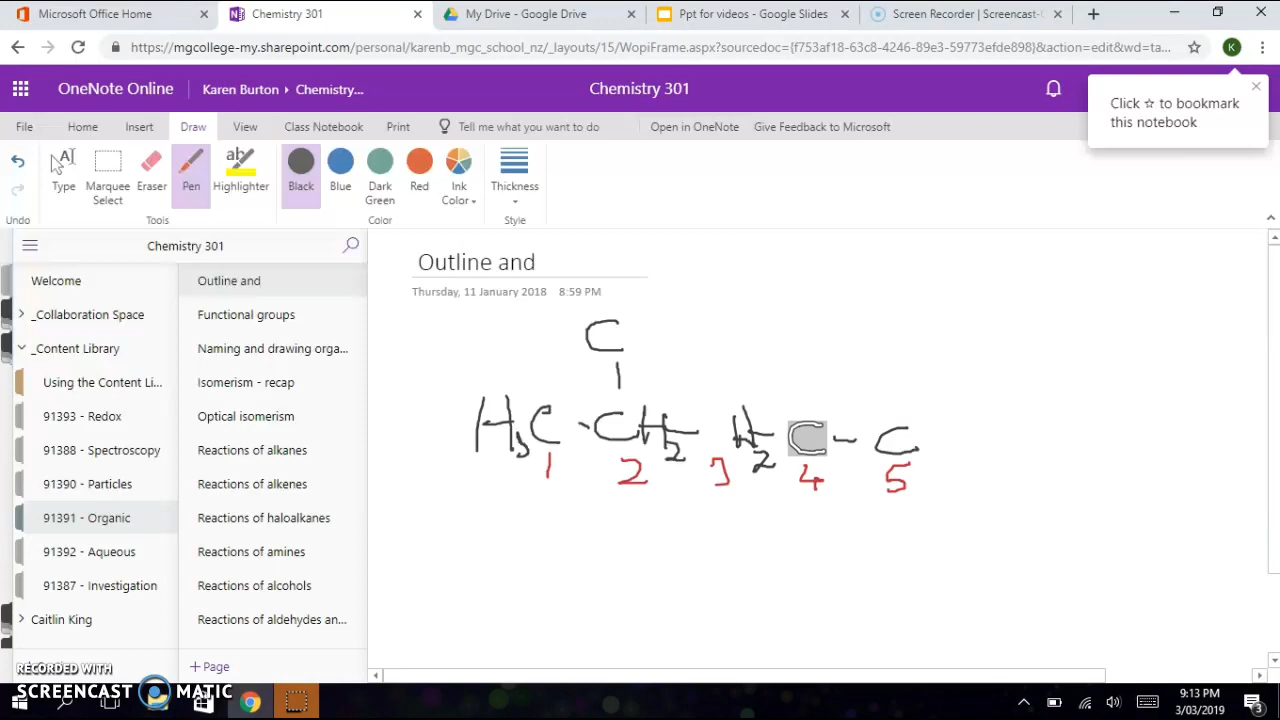 Microsoft Office Home
Chemistry 301
My Drive - Google Drive
Ppt for videos - Google Slides
Screen Recorder | Screencast-O
https://mgcollege-my.sharepoint.com/personal/karenb_mgc_school_nz/_layouts/15/WopiFrame.aspx?sourcedoc={f753af18-63c8-4246-89e3-59773efde898}&action=edit&wd=ta...
K
OneNote Online
Karen Burton › Chemistry...
Chemistry 301
Click ☆ to bookmark
this notebook
File Home Insert Draw View Class Notebook Print Tell me what you want to do Open in OneNote Give Feedback to Microsoft
Undo
Type
Marquee
Select
Eraser
Pen
Highlighter
Black
Blue
Dark
Green
Red
Ink
Color
Thickness
Tools
Color
Style
Chemistry 301
Welcome
_Collaboration Space
_Content Library
Using the Content Li...
91393 - Redox
91388 - Spectroscopy
91390 - Particles
91391 - Organic
91392 - Aqueous
91387 - Investigation
Caitlin King
Outline and
Functional groups
Naming and drawing orga...
Isomerism - recap
Optical isomerism
Reactions of alkanes
Reactions of alkenes
Reactions of haloalkanes
Reactions of amines
Reactions of alcohols
Reactions of aldehydes an...
+ Page
Outline and
Thursday, 11 January 2018 8:59 PM
C
H3C - CH2 H2 C - C
1 2 3 4 5
RECORDED WITH
SCREENCAST MATIC
9:13 PM
3/03/2019
3